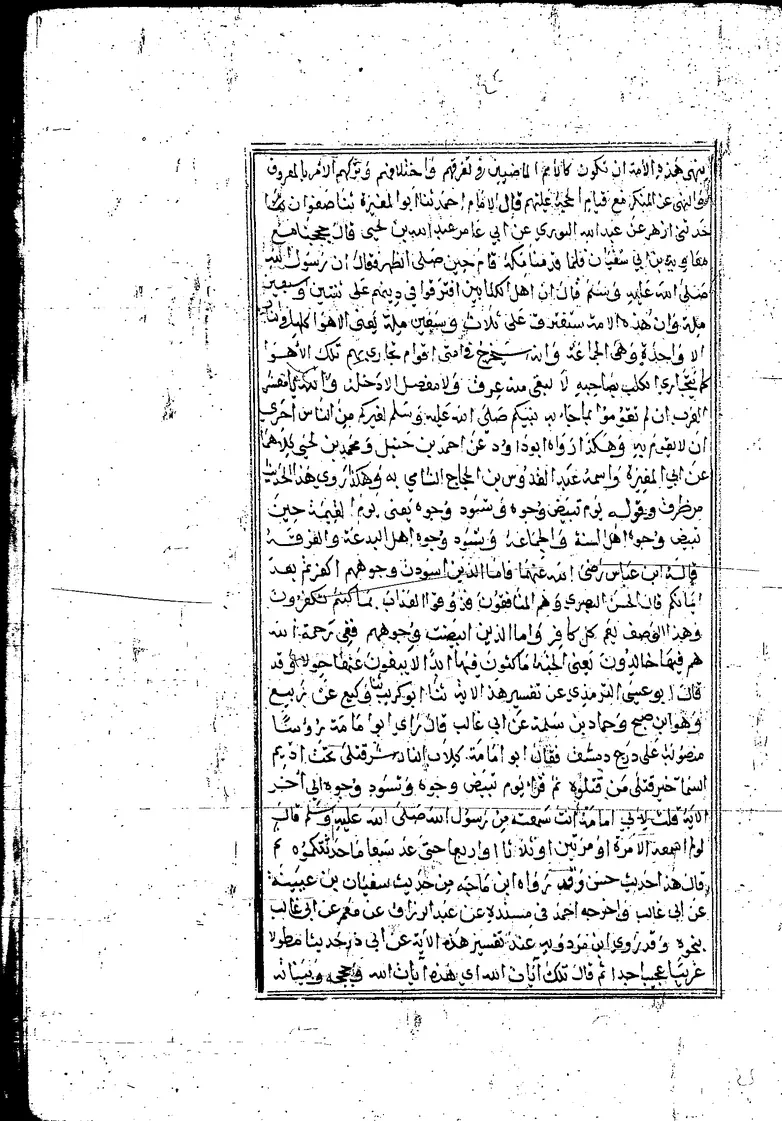 ينهى هذه الامة ان تكون كالامم الماضيين في تفرقهم واختلافهم وتركهم الامر بالمعروف
والنهى عن المنكر مع قيام الحجة عليهم قال الامام احمد ثنا ابو المغيرة ثنا صفوان
حدثني ازهر عن عبد الله الهوزي عن ابي عامر عبد الله بن لحيى قال حججنا مع
معاوية بن ابي سفيان فلما قدمنا مكة قام حين صلى الظهر فقال ان رسول الله
صلى الله عليه وسلم قال ان اهل الكتابين افترقوا في دينهم على ثنتين وسبعين
ملة وان هذه الامة ستفترق على ثلاث وسبعين ملة يعني الاهوا كلها في النار
الا واحدة وهي الجماعة وانه سيخرج في امتي اقوام تجارى بهم تلك الاهوا
كما يتجارى الكلب بصاحبه لا يبقى منه عرق ولا مفصل الا دخله والله يا معشر
العرب ان لم تقوموا بما جاء به نبيكم صلى الله عليه وسلم لغيركم من الناس احرى
ان لا يقوم به وهكذا رواه ابو داود عن احمد بن حنبل ومحمد بن يحيى كلاهما
عن ابي المغيرة واسمه عبد القدوس بن الحجاج الشامي به وهكذا روي هذا الحديث
من طرق وقوله يوم تبيض وجوه وتسود وجوه يعني يوم القيمة حين
تبيض وجوه اهل السنة والجماعة وتسود وجوه اهل البدعة والفرقة
قاله ابن عباس رضي الله عنهما فاما الذين اسودت وجوههم اكفرتم بعد
ايمانكم قال الحسن البصري وهم المنافقون فذوقوا العذاب بما كنتم تكفرون
وهذا الوصف يعم كل كافر واما الذين ابيضت وجوههم ففي رحمة الله
هم فيها خالدون يعني الجنة ماكثون فيها ابدا لا يبغون عنها حولا وقد
قال ابو عيسى الترمذي عن تفسير هذه الاية ثنا ابو كريب ثنا وكيع عن ربيع
وهو ابن صبيح وحماد بن سلمة عن ابي غالب قال راى ابو امامة رؤوسا
منصوبة على درج دمشق فقال ابو امامة كلاب النار شر قتلى تحت اديم
السما خير قتلى من قتلوه ثم قرا يوم تبيض وجوه وتسود وجوه الى اخر
الاية قلت لابي امامة انت سمعته من رسول الله صلى الله عليه وسلم قال
لو لم اسمعه الا مرة او مرتين او ثلاثا او اربعا حتى عد سبعا ما حدثتكموه ثم
قال هذا حديث حسن وقد رواه ابن ماجه من حديث سفيان بن عيينة
عن ابي غالب واخرجه احمد في مسنده عن عبد الرزاق عن معمر عن ابي غالب
بنحوه وقد روى ابن مردويه عند تفسير هذه الاية عن ابي ذر حديثا مطولا
غريبا عجيبا جدا ثم قال تلك آيات الله اي هذه ايات الله وحججه وبيناته